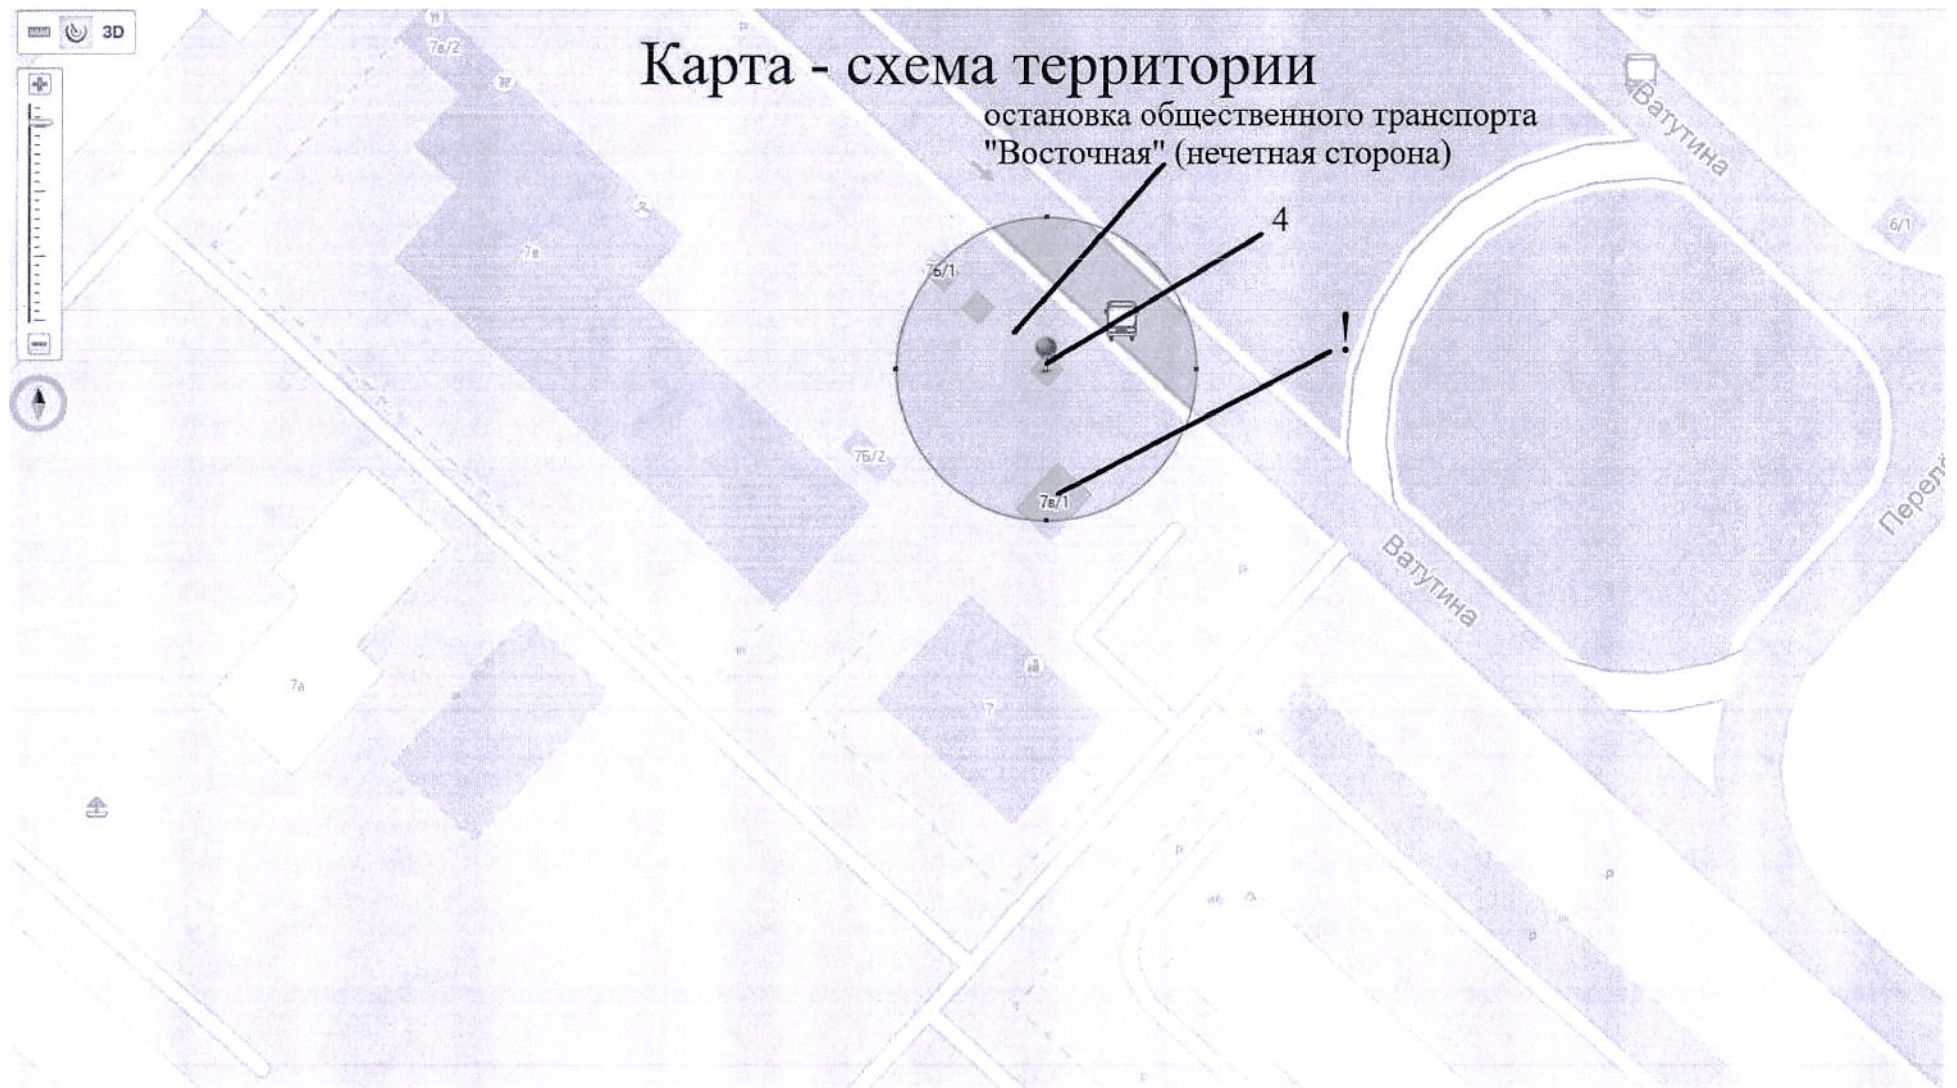 3D
7в/2
Карта - схема территории
остановка общественного транспорта
"Восточная" (нечетная сторона)
Ватутина
4
6/1
7в
7б/1
!
7б/2
7в/1
Ватутина
7а
7